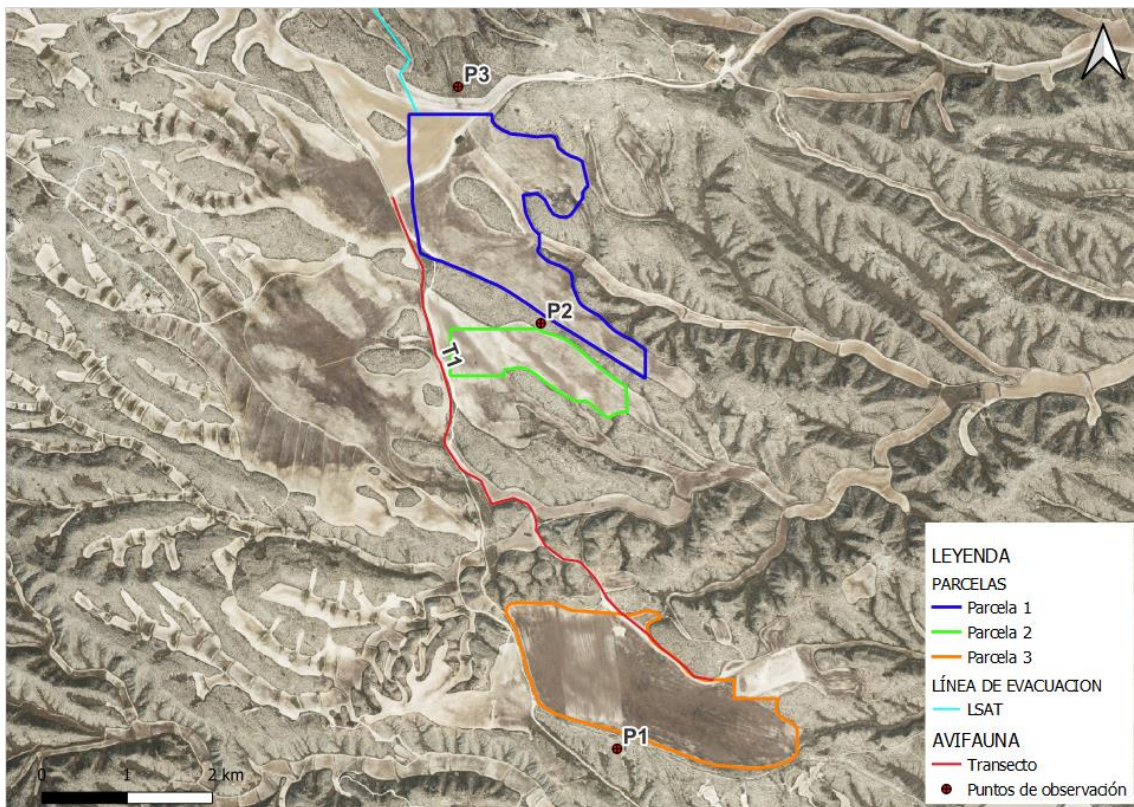 P3
P2
T1
P1
LEYENDA
PARCELAS
Parcela 1
Parcela 2
Parcela 3
LÍNEA DE EVACUACION
LSAT
AVIFAUNA
Transecto
Puntos de observación
0 1 2 km